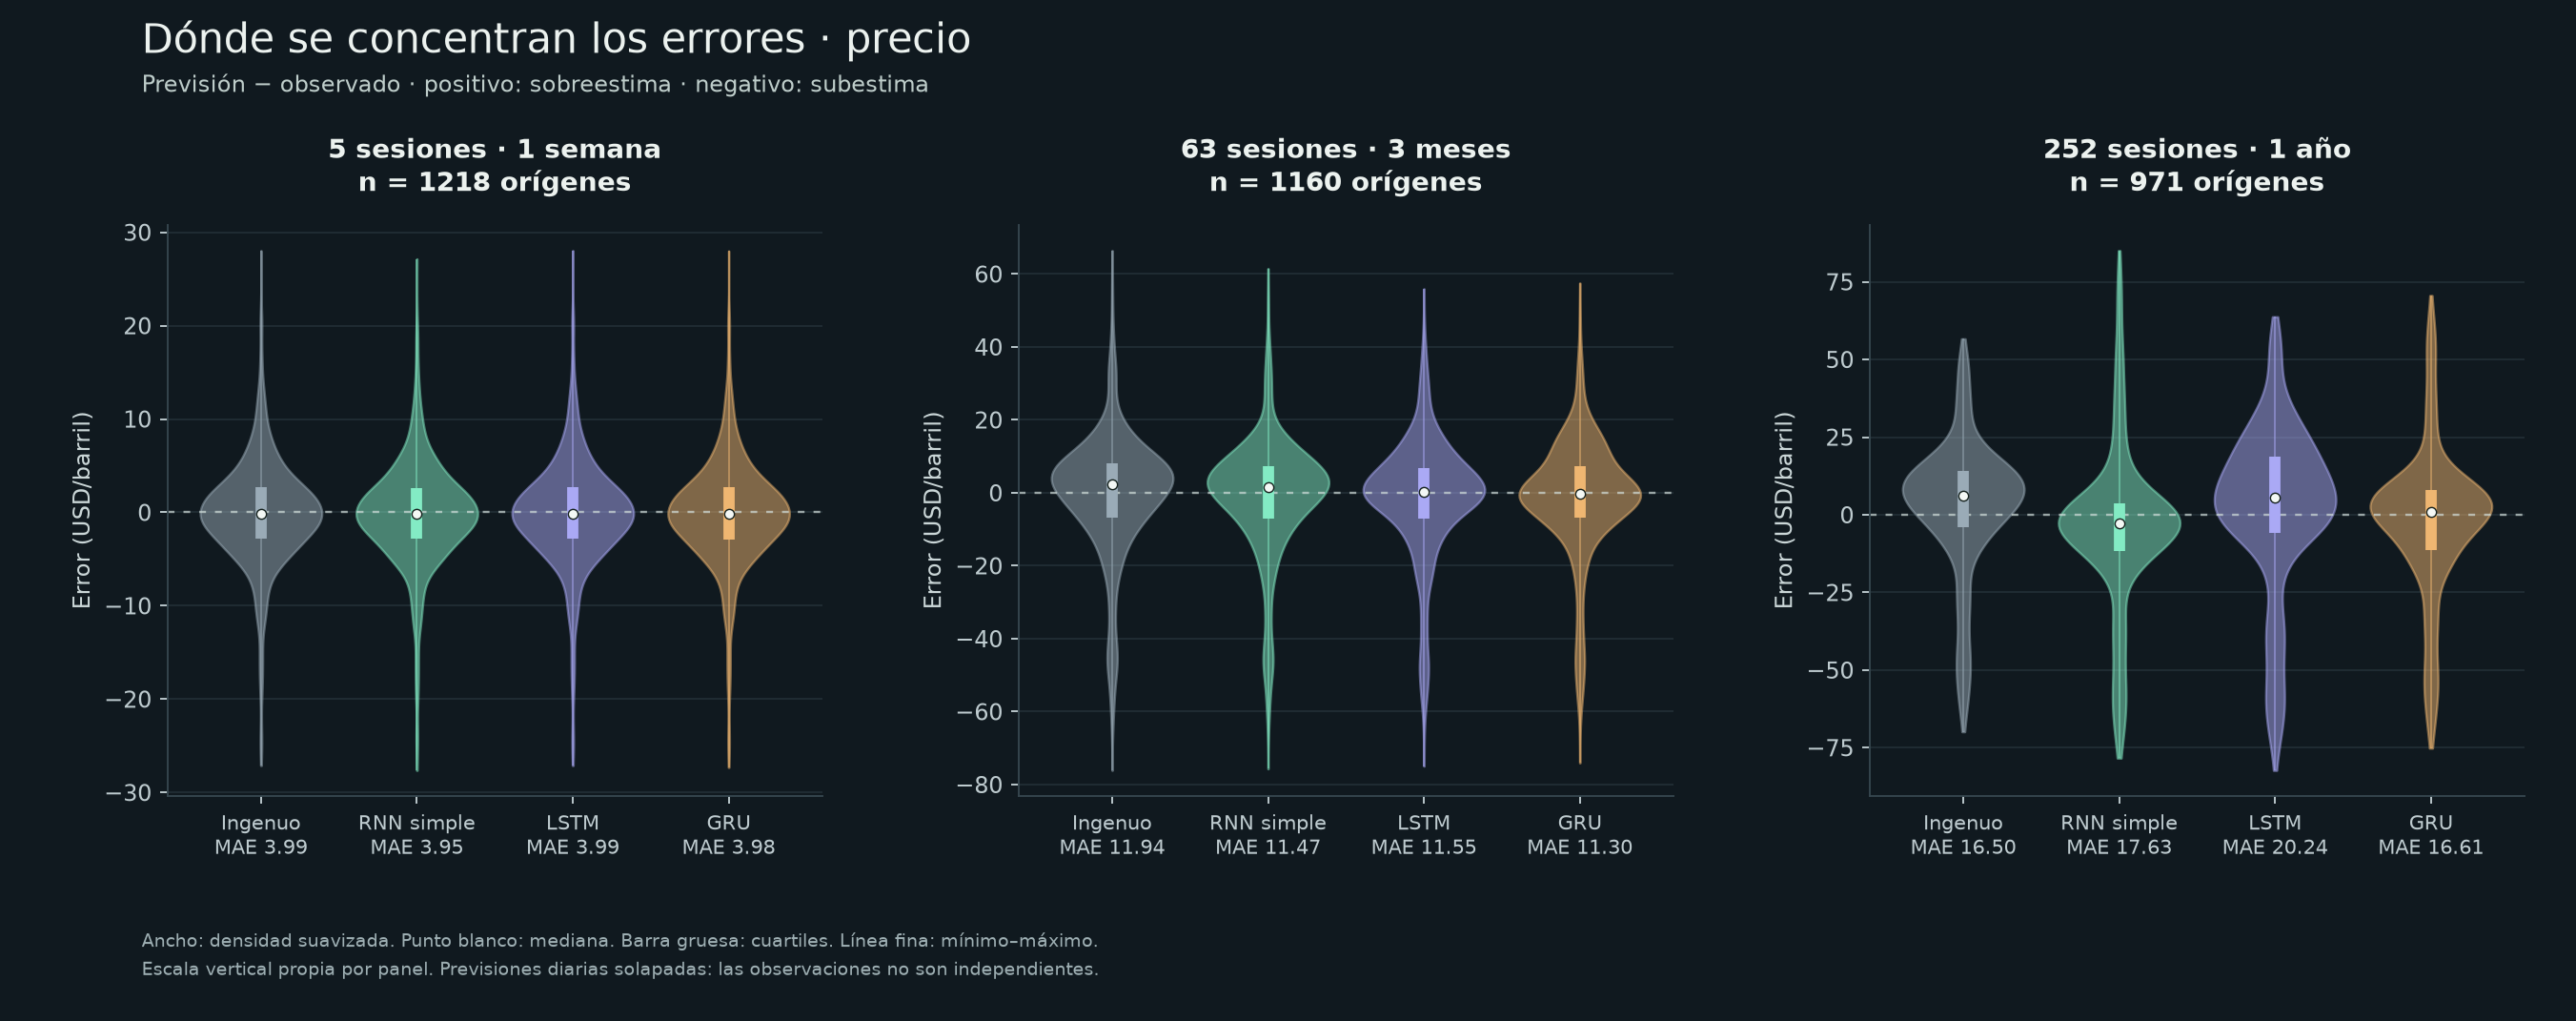 Dónde se concentran los errores · precio
Previsión − observado · positivo: sobreestima · negativo: subestima
5 sesiones · 1 semana
n = 1218 orígenes
30
20
10
0
−10
−20
−30
Error (USD/barril)
Ingenuo
MAE 3.99
RNN simple
MAE 3.95
LSTM
MAE 3.99
GRU
MAE 3.98
63 sesiones · 3 meses
n = 1160 orígenes
60
40
20
0
−20
−40
−60
−80
Error (USD/barril)
Ingenuo
MAE 11.94
RNN simple
MAE 11.47
LSTM
MAE 11.55
GRU
MAE 11.30
252 sesiones · 1 año
n = 971 orígenes
75
50
25
0
−25
−50
−75
Error (USD/barril)
Ingenuo
MAE 16.50
RNN simple
MAE 17.63
LSTM
MAE 20.24
GRU
MAE 16.61
Ancho: densidad suavizada. Punto blanco: mediana. Barra gruesa: cuartiles. Línea fina: mínimo–máximo.
Escala vertical propia por panel. Previsiones diarias solapadas: las observaciones no son independientes.